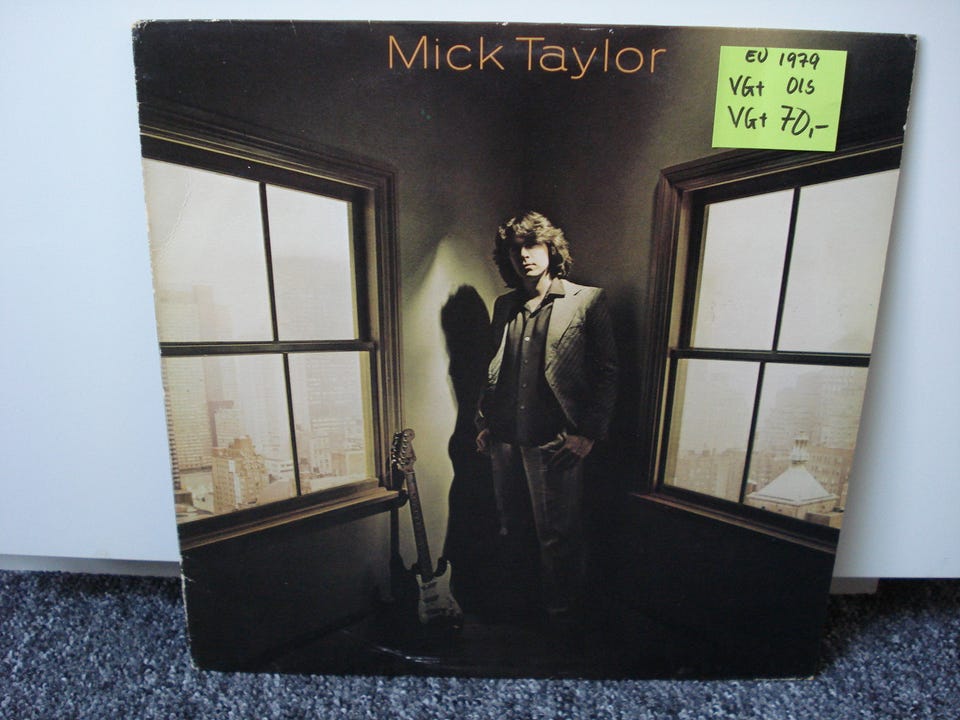 Mick Taylor
EU 1979
VG+ OIS
VG+ 70,-